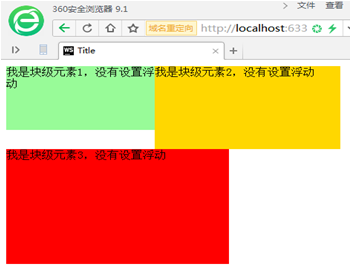 360安全浏览器 9.1
文件 查看
域名重定向 http://localhost:633
WS Title
我是块级元素1，没有设置浮动
我是块级元素2，没有设置浮动
动
我是块级元素3，没有设置浮动